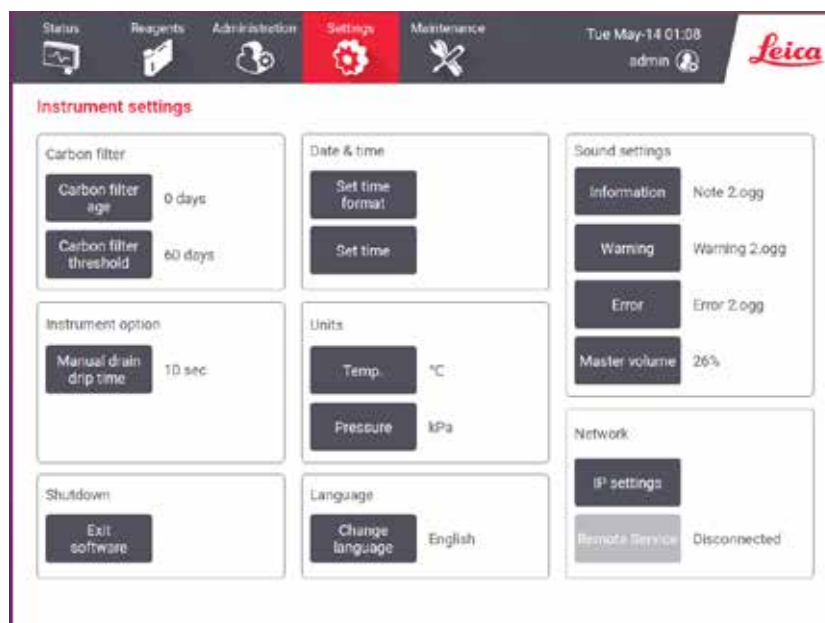 Status Reagents Administration Settings Maintenance
Tue May-14 01:08
admin
Leica
Instrument settings
Carbon filter
Carbon filter
age
0 days
Carbon filter
threshold
60 days
Instrument option
Manual drain
drip time
10 sec
Shutdown
Exit
software
Date & time
Set time
format
Set time
Units
Temp.
°C
Pressure
kPa
Language
Change
language
English
Sound settings
Information
Note 2.ogg
Warning
Warning 2.ogg
Error
Error 2.ogg
Master volume
26%
Network
IP settings
Remote Service
Disconnected